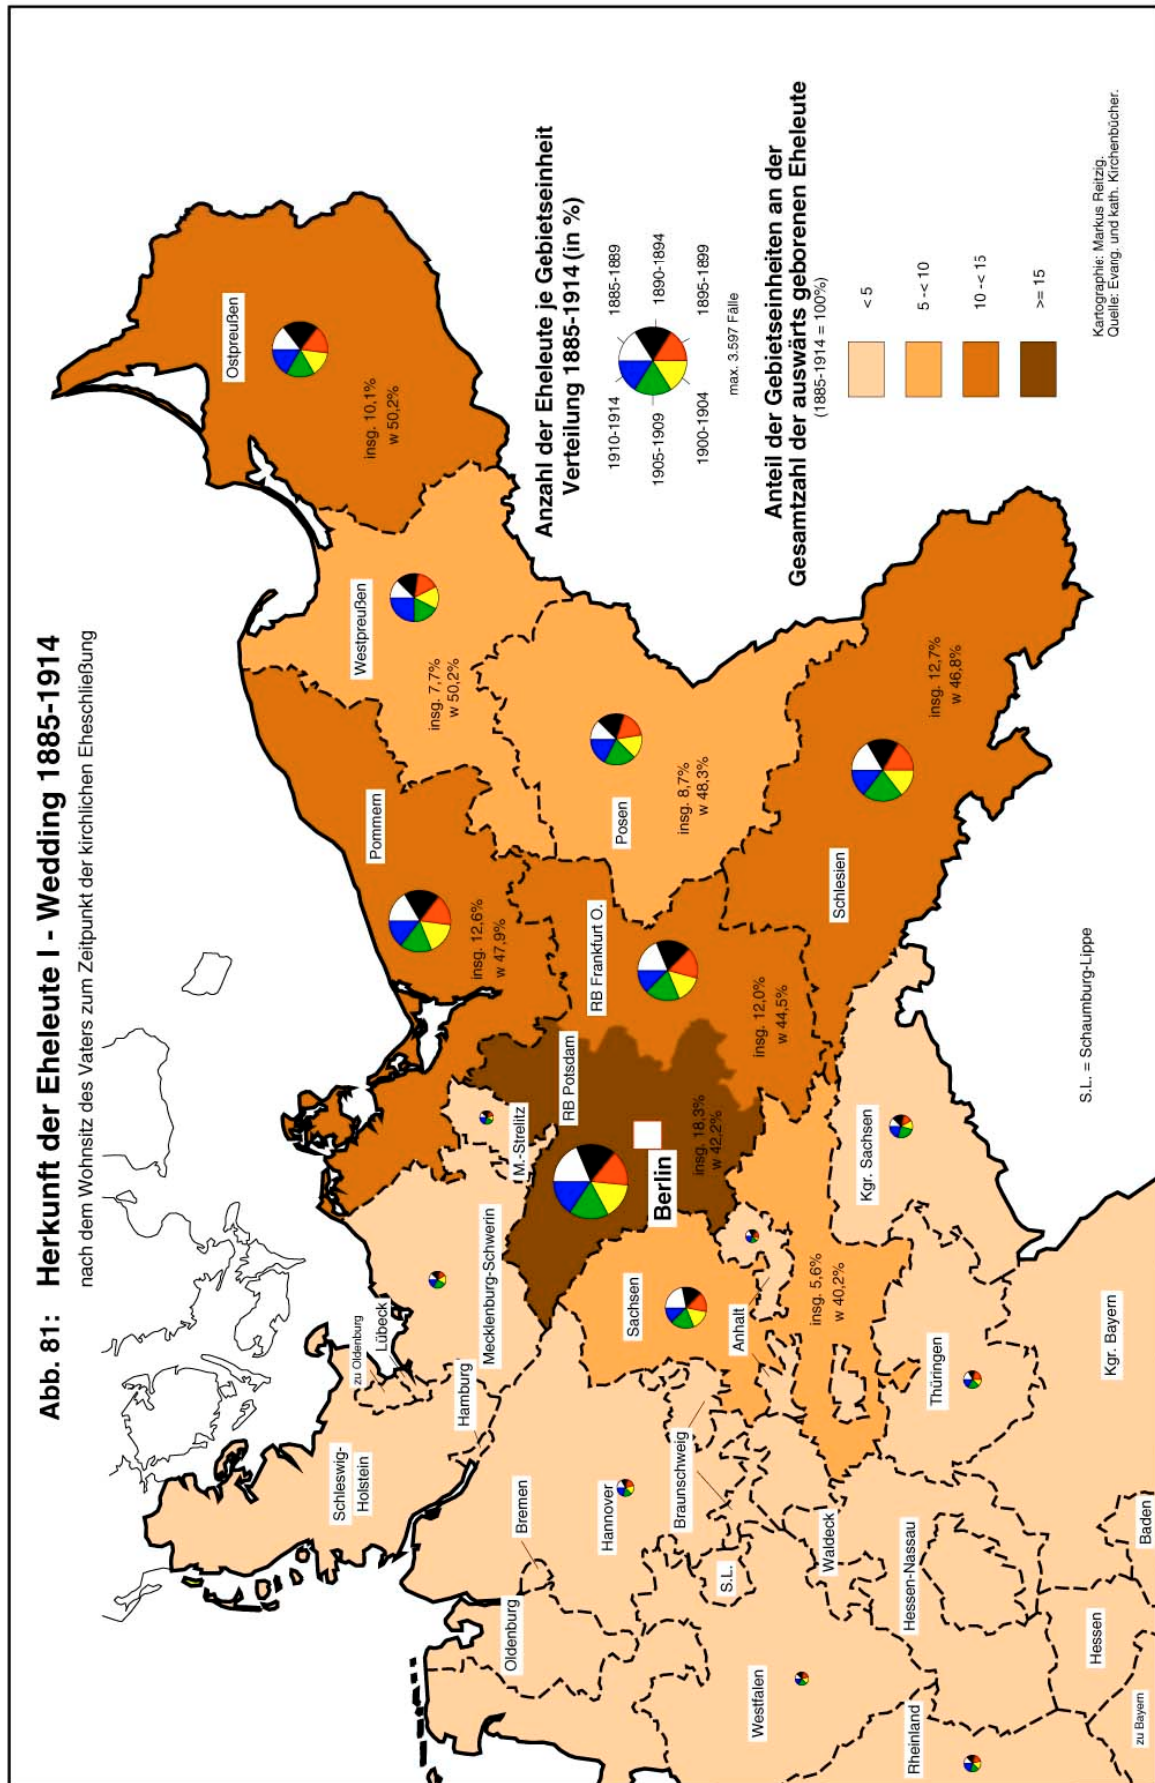 Abb. 81: Herkunft der Eheleute I - Wedding 1885-1914
nach dem Wohnsitz des Vaters zum Zeitpunkt der kirchlichen Eheschließung
Ostpreußen
insg. 10,1%
w 50,2%
Westpreußen
insg. 7,7%
w 50,2%
Pommern
insg. 12,6%
w 47,9%
Posen
insg. 8,7%
w 48,3%
RB Frankfurt O.
insg. 12,0%
w 44,5%
Schlesien
insg. 12,7%
w 46,8%
RB Potsdam
insg. 18,3%
w 42,2%
Berlin
M.-Strelitz
Mecklenburg-Schwerin
zu Oldenburg
Lübeck
Hamburg
Schleswig-
Holstein
Sachsen
insg. 5,6%
w 40,2%
Anhalt
Kgr. Sachsen
Thüringen
Kgr. Bayern
Bremen
Hannover
Braunschweig
Oldenburg
S.L.
Waldeck
Hessen-Nassau
Westfalen
Rheinland
Hessen
Baden
zu Bayern
Anzahl der Eheleute je Gebietseinheit
Verteilung 1885-1914 (in %)
1910-1914
1885-1889
1905-1909
1890-1894
1900-1904
1895-1899
max. 3.597 Fälle
Anteil der Gebietseinheiten an der
Gesamtzahl der auswärts geborenen Eheleute
(1885-1914 = 100%)
< 5
5 -< 10
10 -< 15
>= 15
S.L. = Schaumburg-Lippe
Kartographie: Markus Reitzig.
Quelle: Evang. und kath. Kirchenbücher.